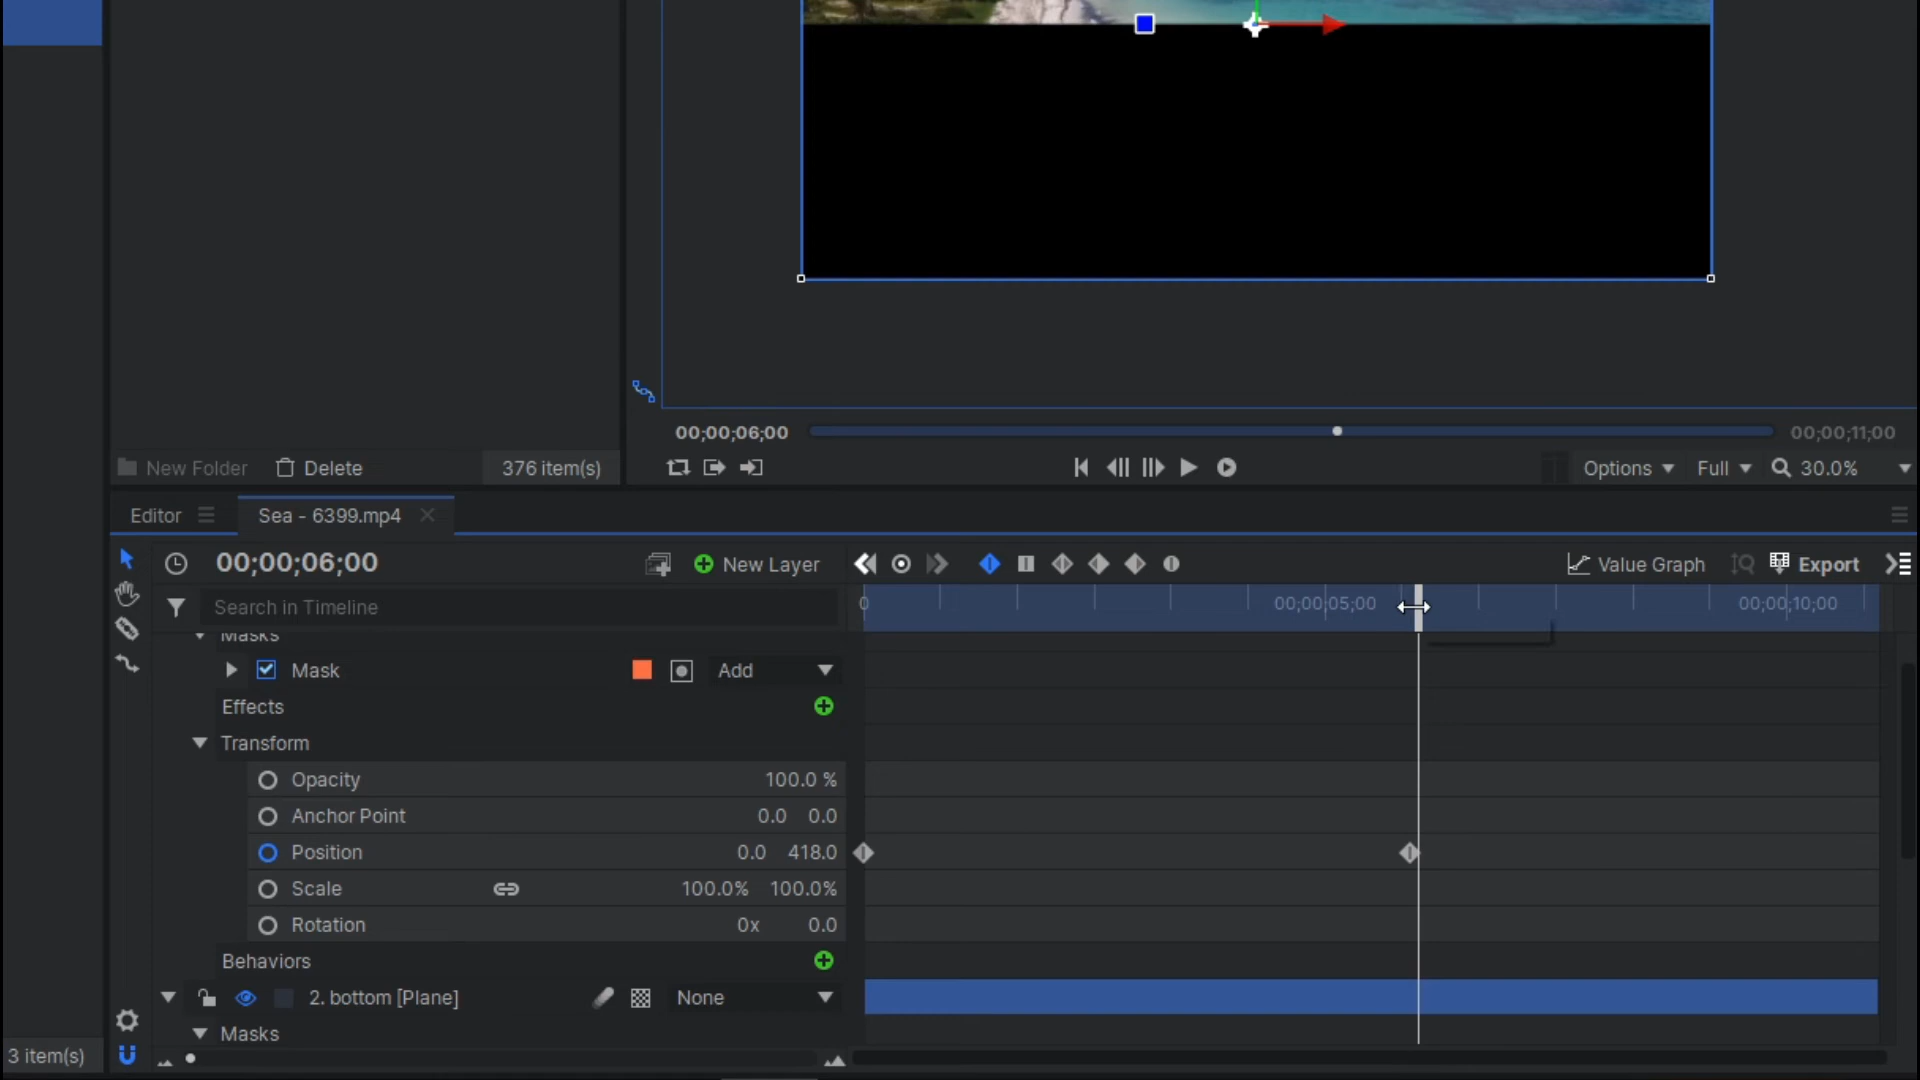 00;00;06;00
00;00;11;00
New Folder
Delete
376 item(s)
Options
Full
30.0%
Editor
Sea - 6399.mp4
00;00;06;00
New Layer
Value Graph
Export
Search in Timeline
0
00;00;05;00
00;00;10;00
Masks
Mask
Add
Effects
Transform
Opacity
100.0 %
Anchor Point
0.0 0.0
Position
0.0 418.0
Scale
100.0% 100.0%
Rotation
0x 0.0
Behaviors
2. bottom [Plane]
None
Masks
3 item(s)